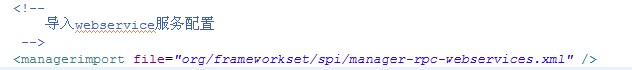 <!--
导入webservice服务配置
-->
<managerimport file="org/frameworkset/spi/manager-rpc-webservices.xml" />